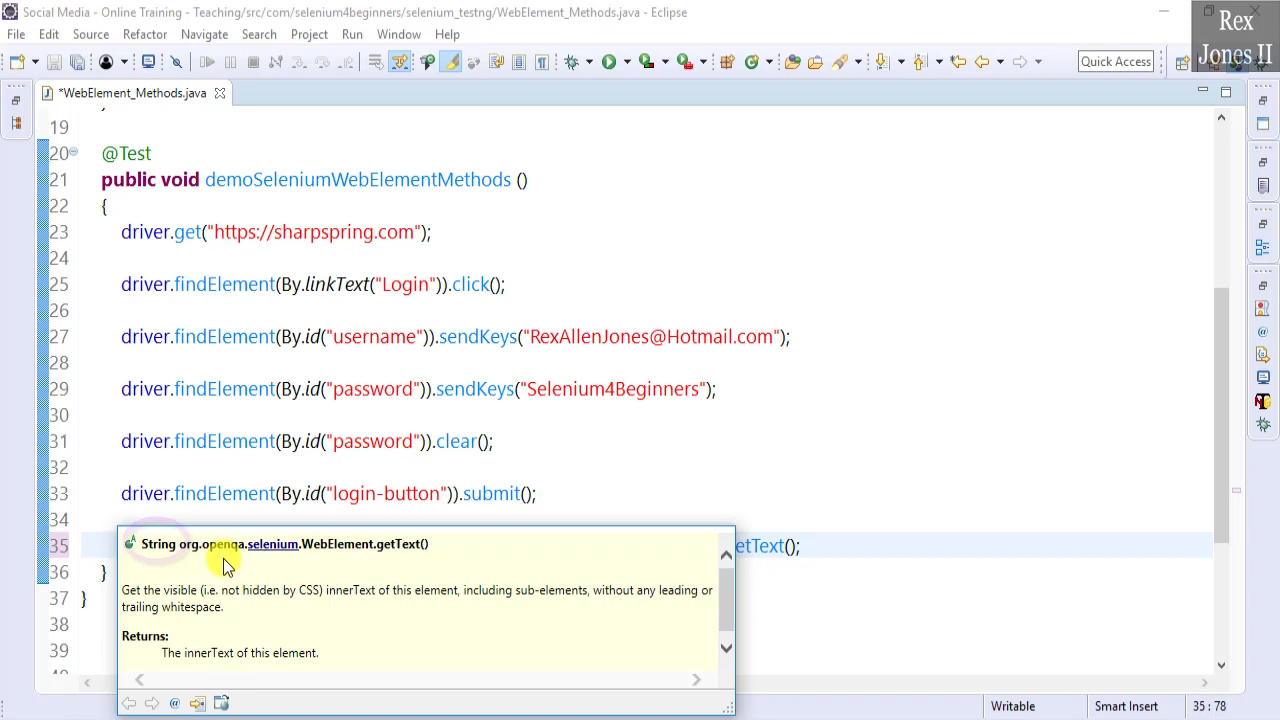 Social Media - Online Training - Teaching/src/com/selenium4beginners/selenium_testng/WebElement_Methods.java - Eclipse
Rex
Jones II
File Edit Source Refactor Navigate Search Project Run Window Help
Quick Access
*WebElement_Methods.java
19
20 @Test
21 public void demoSeleniumWebElementMethods ()
22 {
23 driver.get("https://sharpspring.com");
24
25 driver.findElement(By.linkText("Login")).click();
26
27 driver.findElement(By.id("username")).sendKeys("RexAllenJones@Hotmail.com");
28
29 driver.findElement(By.id("password")).sendKeys("Selenium4Beginners");
30
31 driver.findElement(By.id("password")).clear();
32
33 driver.findElement(By.id("login-button")).submit();
34
35 etText();
String org.openqa.selenium.WebElement.getText()
36 }
Get the visible (i.e. not hidden by CSS) innerText of this element, including sub-elements, without any leading or
37 }
trailing whitespace.
38
Returns:
39
The innerText of this element.
Writable Smart Insert 35 : 78